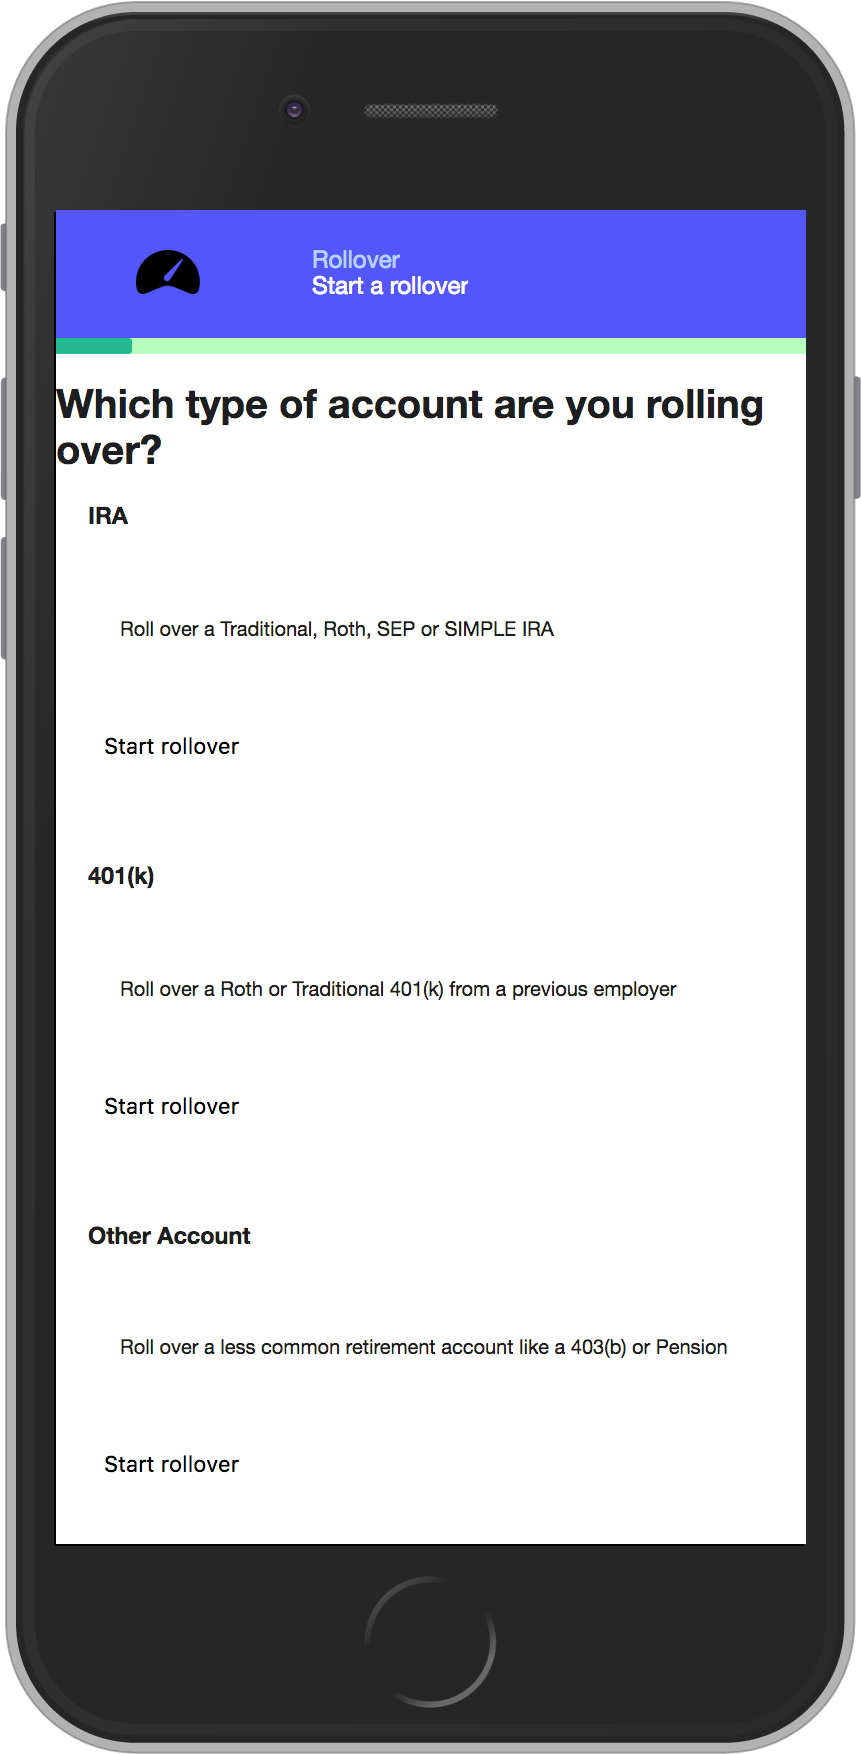 Rollover
Start a rollover
Which type of account are you rolling
over?
IRA
Roll over a Traditional, Roth, SEP or SIMPLE IRA
Start rollover
401(k)
Roll over a Roth or Traditional 401(k) from a previous employer
Start rollover
Other Account
Roll over a less common retirement account like a 403(b) or Pension
Start rollover